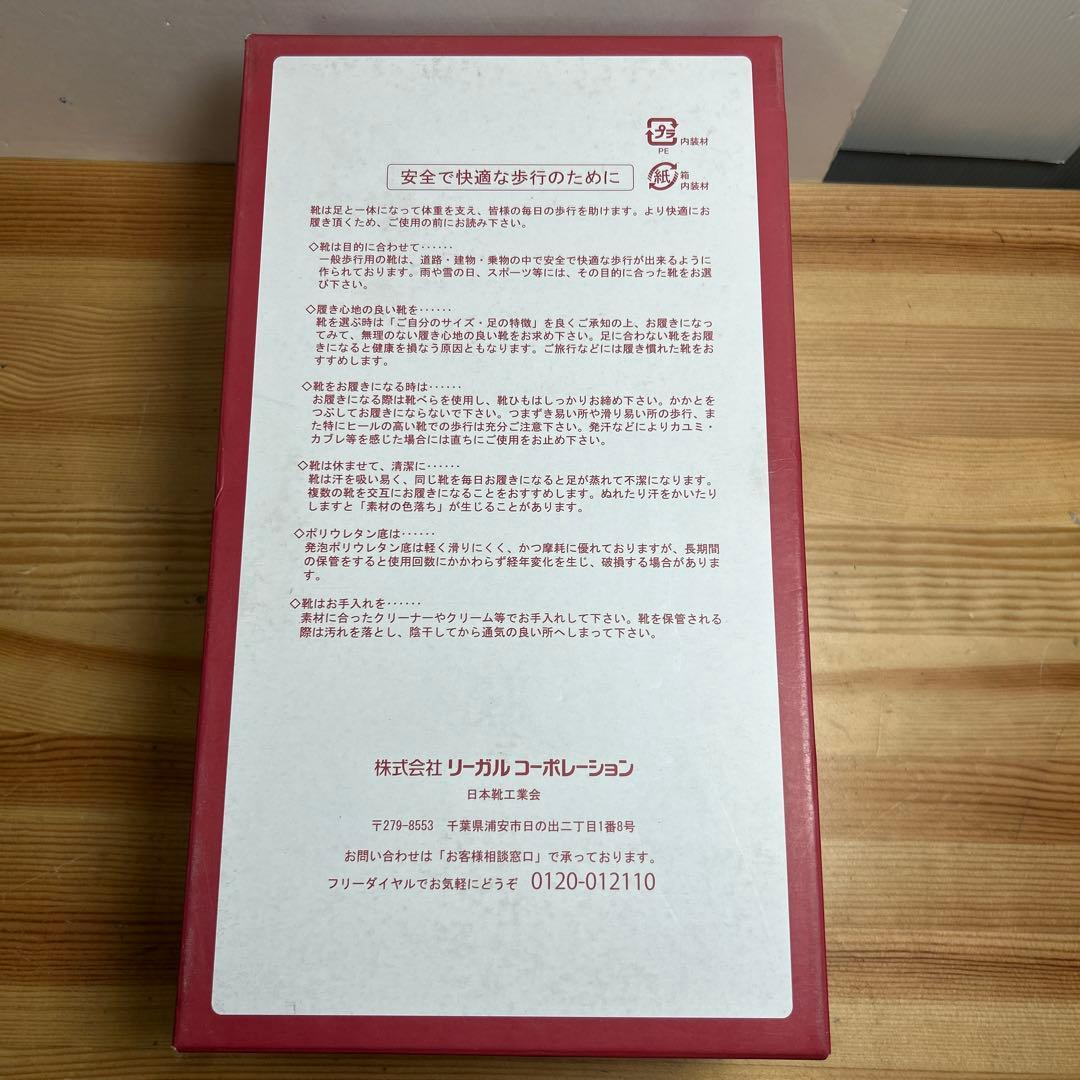 プラ
PE
内装材
紙
箱
内装材
安全で快適な歩行のために
靴は足と一体になって体重を支え、皆様の毎日の歩行を助けます。より快適にお
履き頂くため、ご使用の前にお読み下さい。
◇靴は目的に合わせて‥‥‥
一般歩行用の靴は、道路・建物・乗物の中で安全で快適な歩行が出来るように
作られております。雨や雪の日、スポーツ等には、その目的に合った靴をお選
び下さい。
◇履き心地の良い靴を‥‥‥
靴を選ぶ時は「ご自分のサイズ・足の特徴」を良くご承知の上、お履きになっ
てみて、無理のない履き心地の良い靴をお求め下さい。足に合わない靴をお履
きになると健康を損なう原因ともなります。ご旅行などには履き慣れた靴をお
すすめします。
◇靴をお履きになる時は‥‥‥
お履きになる際は靴べらを使用し、靴ひもはしっかりお締め下さい。かかとを
つぶしてお履きにならないで下さい。つまずき易い所や滑り易い所の歩行、ま
た特にヒールの高い靴での歩行は充分ご注意下さい。発汗などによりカユミ・
カブレ等を感じた場合には直ちにご使用をお止め下さい。
◇靴は休ませて、清潔に‥‥‥
靴は汗を吸い易く、同じ靴を毎日お履きになると足が蒸れて不潔になります。
複数の靴を交互にお履きになることをおすすめします。ぬれたり汗をかいたり
しますと「素材の色落ち」が生じることがあります。
◇ポリウレタン底は‥‥‥
発泡ポリウレタン底は軽く滑りにくく、かつ摩耗に優れておりますが、長期間
の保管をすると使用回数にかかわらず経年変化を生じ、破損する場合がありま
す。
◇靴はお手入れを‥‥‥
素材に合ったクリーナーやクリーム等でお手入れして下さい。靴を保管される
際は汚れを落とし、陰干してから通気の良い所へしまって下さい。
株式会社 リーガル コーポレーション
日本靴工業会
〒279-8553 千葉県浦安市日の出二丁目1番8号
お問い合わせは「お客様相談窓口」で承っております。
フリーダイヤルでお気軽にどうぞ 0120-012110